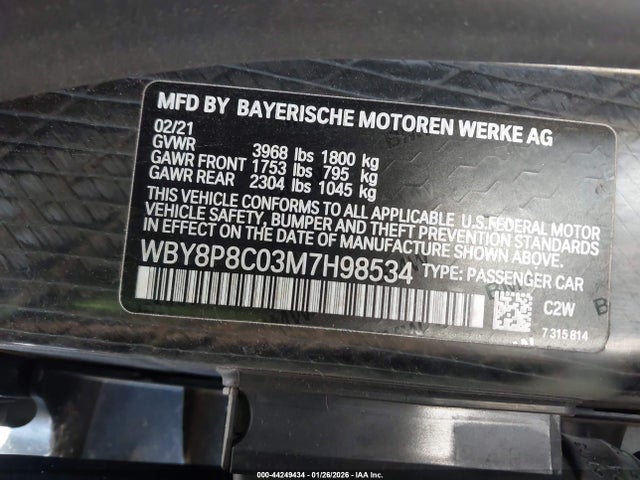 MFD BY BAYERISCHE MOTOREN WERKE AG
02/21
GVWR 3968 lbs 1800 kg
GAWR FRONT 1753 lbs 795 kg
GAWR REAR 2304 lbs 1045 kg
THIS VEHICLE CONFORMS TO ALL APPLICABLE U.S.FEDERAL MOTOR
VEHICLE SAFETY, BUMPER AND THEFT PREVENTION STANDARDS
IN EFFECT ON THE DATE OF MANUFACTURE SHOWN ABOVE.
WBY8P8C03M7H98534 TYPE: PASSENGER CAR
C2W
7 315 814
000-44249434 | 01/26/2026 - IAA Inc.